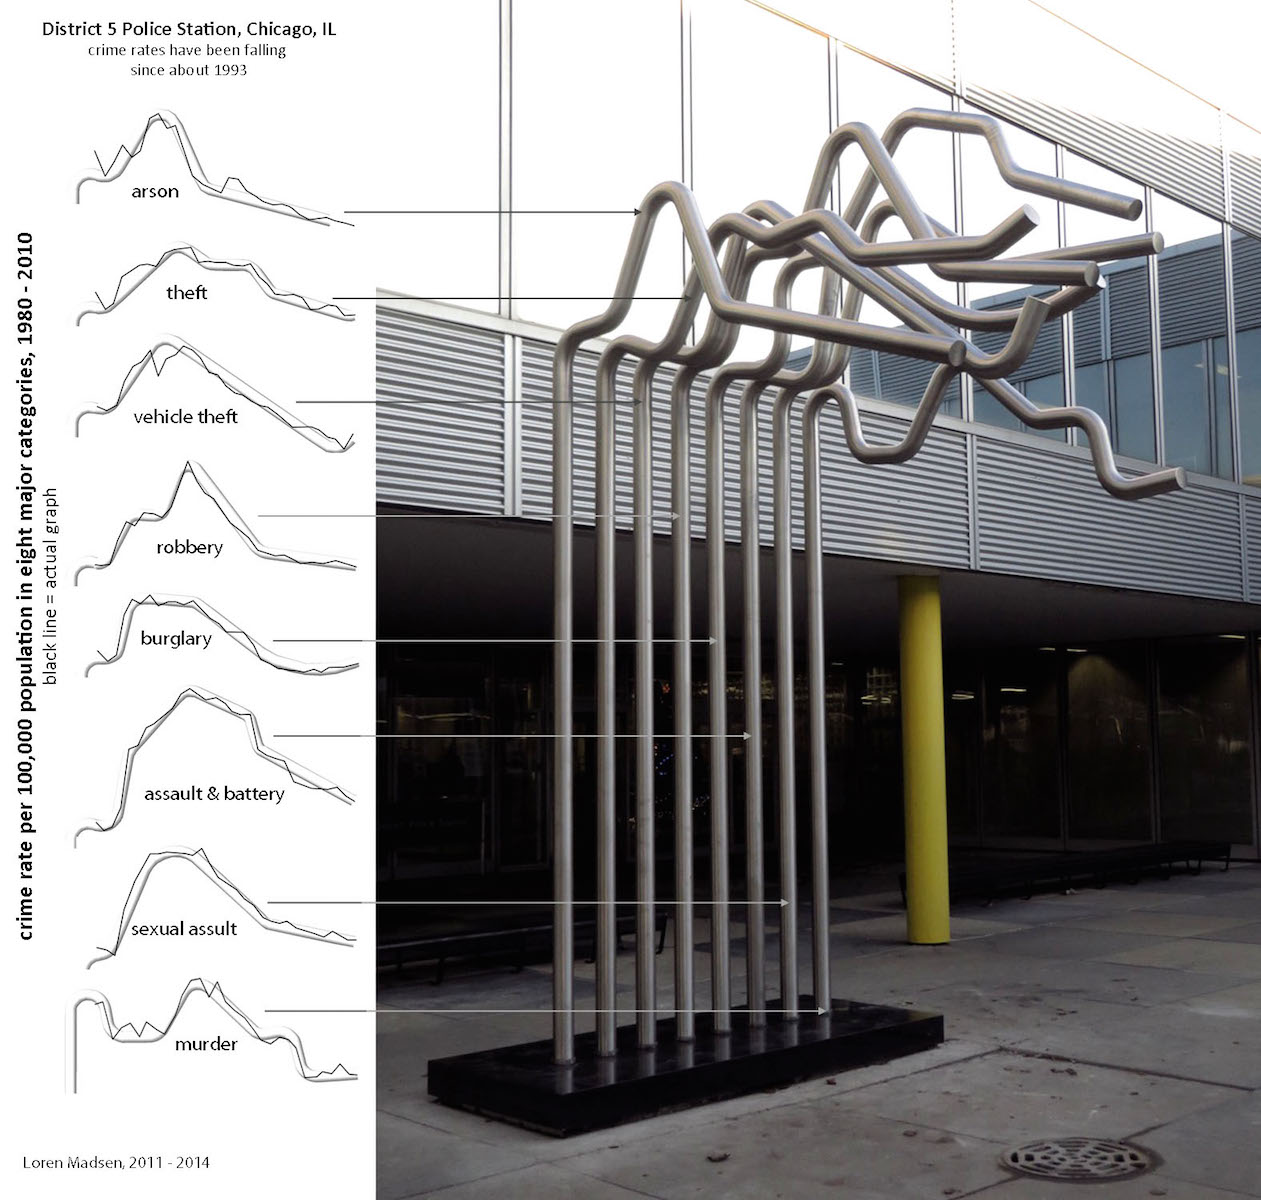 District 5 Police Station, Chicago, IL
crime rates have been falling
since about 1993
crime rate per 100,000 population in eight major categories, 1980 - 2010
black line = actual graph
arson
theft
vehicle theft
robbery
burglary
assault & battery
sexual assult
murder
Loren Madsen, 2011 - 2014